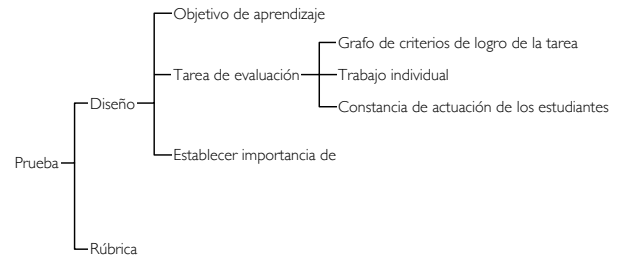 Objetivo de aprendizaje
Grafo de criterios de logro de la tarea
Tarea de evaluación
Trabajo individual
Diseño
Constancia de actuación de los estudiantes
Establecer importancia de
Prueba
Rúbrica